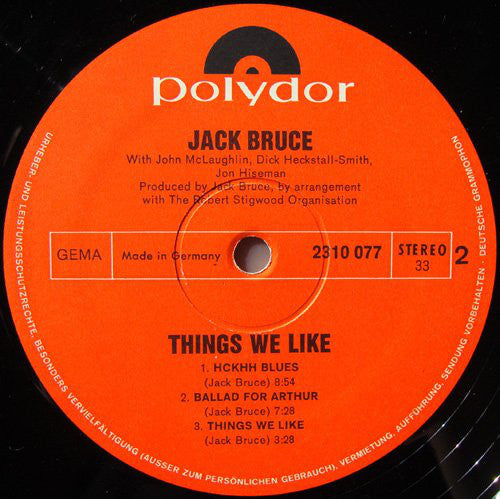 polydor
JACK BRUCE
With John McLaughlin, Dick Heckstall-Smith,
Jon Hiseman
Produced by Jack Bruce, by arrangement
with The Robert Stigwood Organisation
GEMA Made in Germany 2310 077 STEREO 33 2
THINGS WE LIKE
1. HCKHH BLUES
(Jack Bruce) 8:54
2. BALLAD FOR ARTHUR
(Jack Bruce) 7:28
3. THINGS WE LIKE
(Jack Bruce) 3:28
URHEBER- UND LEISTUNGSSCHUTZRECHTE, BESONDERS VERVIELFÄLTIGUNG (AUSSER ZUM PERSÖNLICHEN GEBRAUCH), VERMIETUNG, AUFFÜHRUNG, SENDUNG VORBEHALTEN · DEUTSCHE GRAMMOPHON